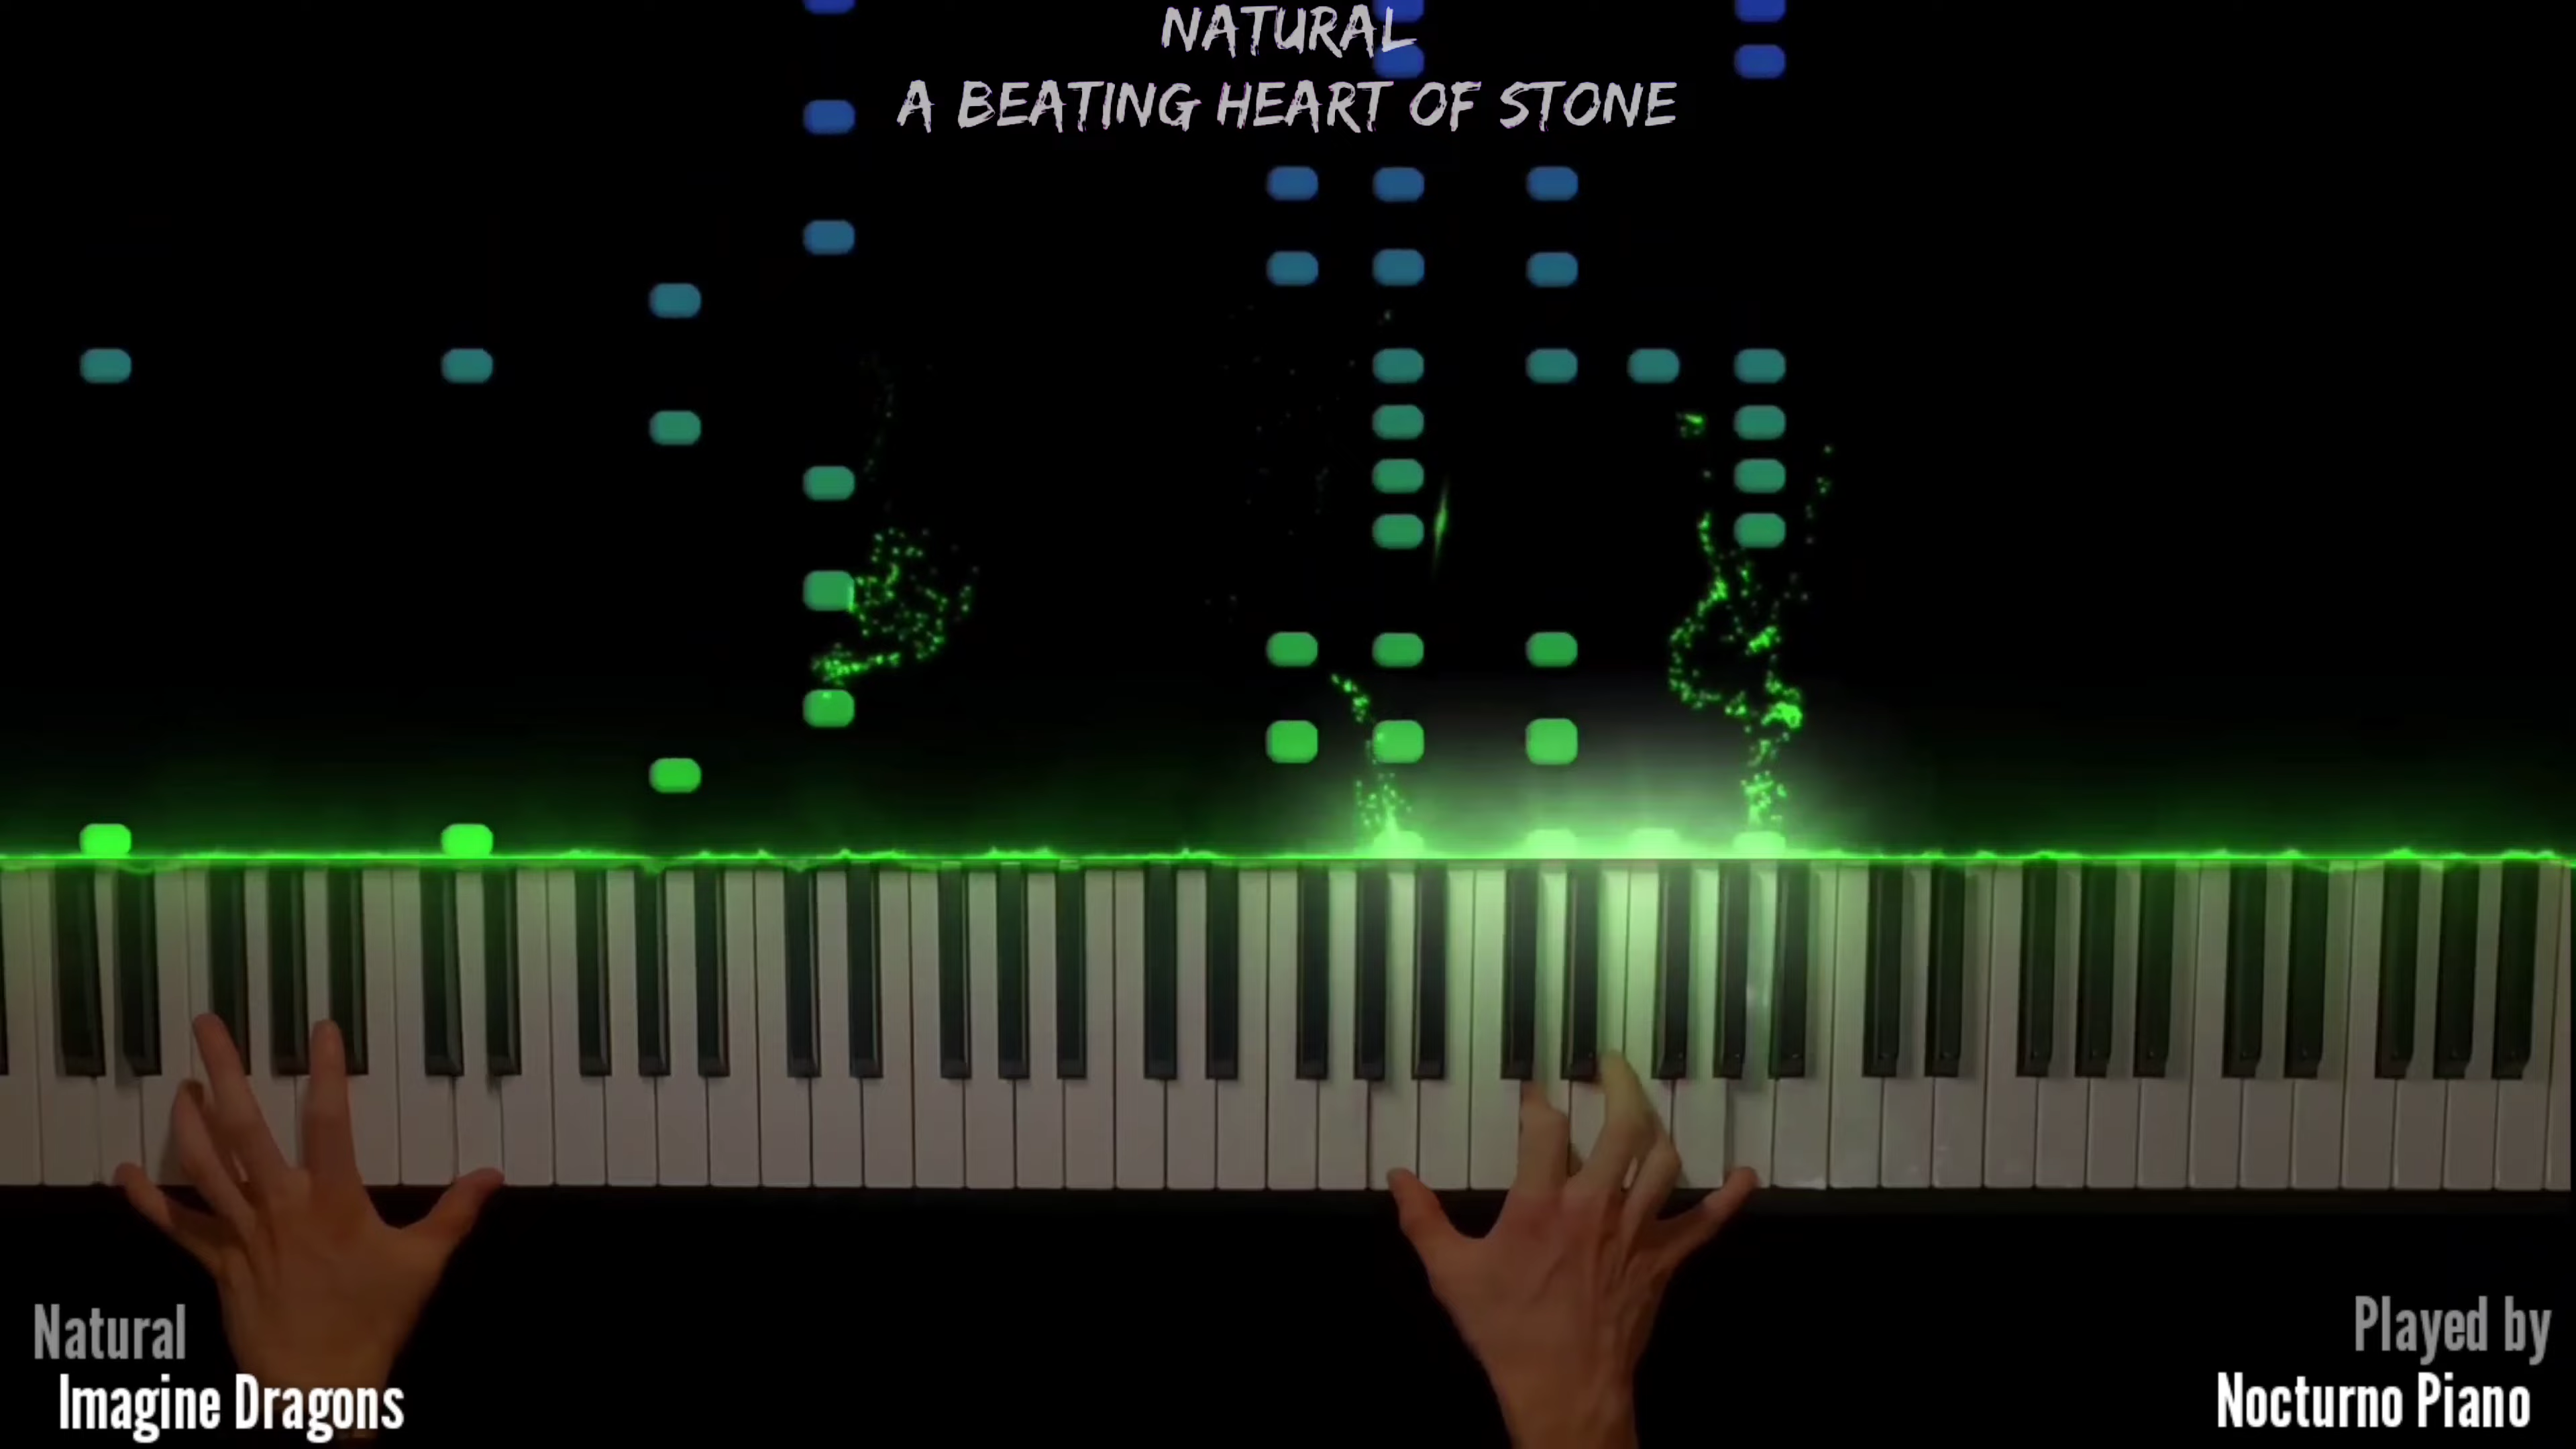 NATURAL
A BEATING HEART OF STONE
Natural
Imagine Dragons
Played by
Nocturno Piano